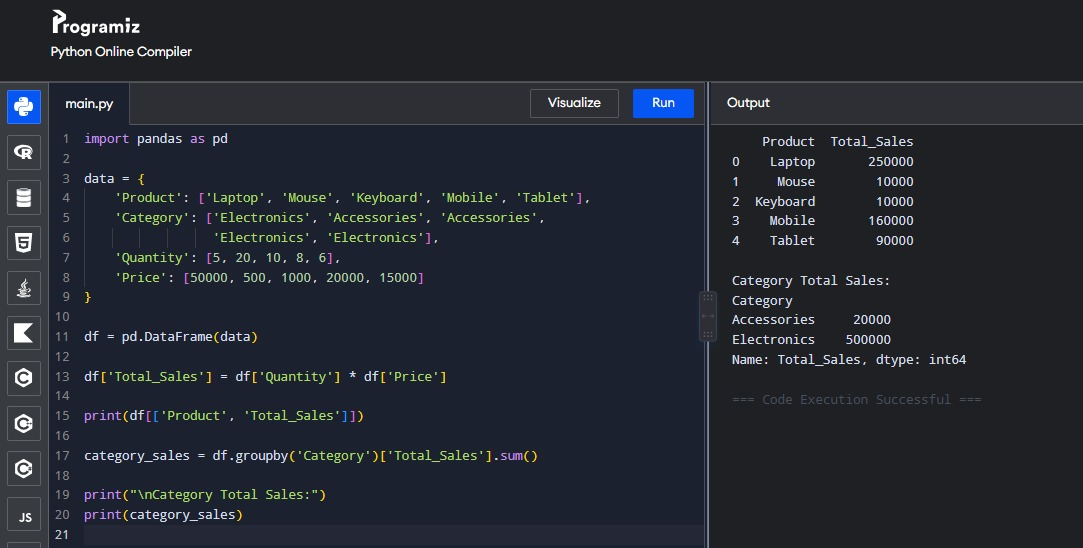 Programiz
Python Online Compiler
main.py
Visualize
Run
1 import pandas as pd
2
3 data = {
4     'Product': ['Laptop', 'Mouse', 'Keyboard', 'Mobile', 'Tablet'],
5     'Category': ['Electronics', 'Accessories', 'Accessories',
6                  'Electronics', 'Electronics'],
7     'Quantity': [5, 20, 10, 8, 6],
8     'Price': [50000, 500, 1000, 20000, 15000]
9 }
10
11 df = pd.DataFrame(data)
12
13 df['Total_Sales'] = df['Quantity'] * df['Price']
14
15 print(df[['Product', 'Total_Sales']])
16
17 category_sales = df.groupby('Category')['Total_Sales'].sum()
18
19 print("\nCategory Total Sales:")
20 print(category_sales)
21
Output
    Product  Total_Sales
0    Laptop       250000
1     Mouse        10000
2  Keyboard        10000
3    Mobile       160000
4    Tablet        90000
Category Total Sales:
Category
Accessories     20000
Electronics    500000
Name: Total_Sales, dtype: int64
=== Code Execution Successful ===
R
5
C
C
C
JS